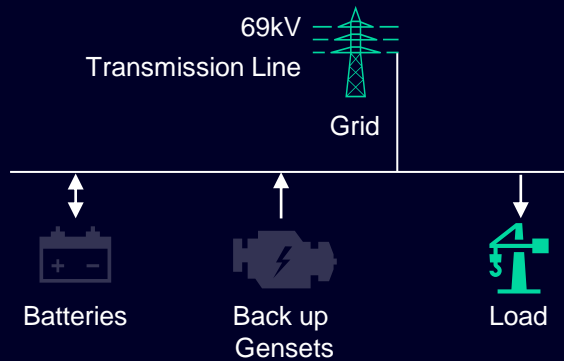 69kV
Transmission Line
Grid
Batteries
Back up
Gensets
Load